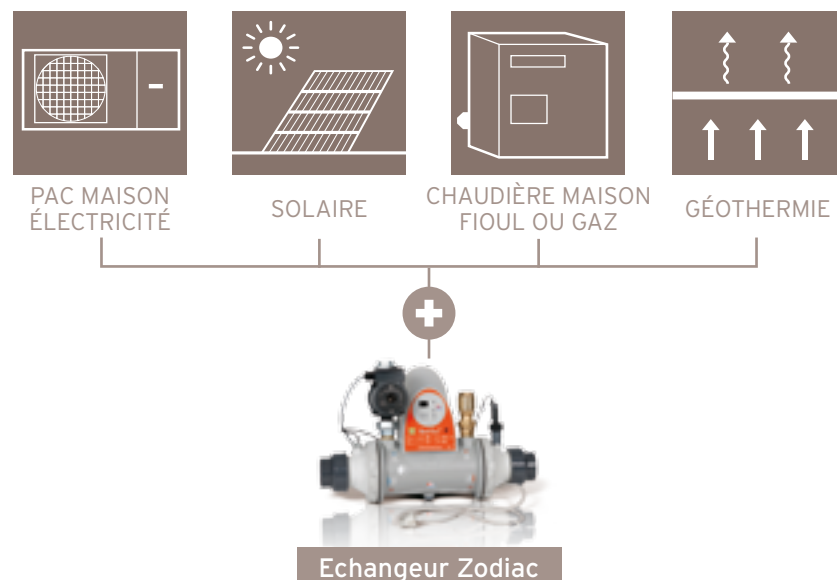 PAC MAISON
ÉLECTRICITÉ
SOLAIRE
CHAUDIÈRE MAISON
FIOUL OU GAZ
GÉOTHERMIE
Echangeur Zodiac